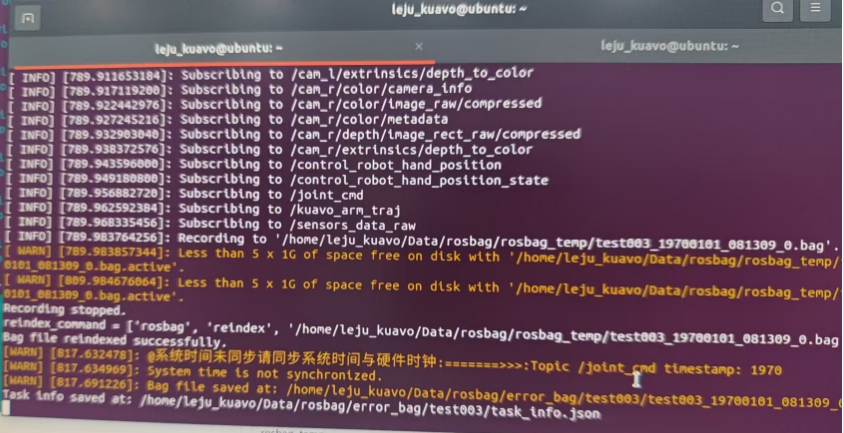 leju_kuavo@ubuntu: ~
leju_kuavo@ubuntu: ~ × leju_kuavo@ubuntu: ~
[ INFO] [789.911653184]: Subscribing to /cam_l/extrinsics/depth_to_color
[ INFO] [789.917119200]: Subscribing to /cam_r/color/camera_info
[ INFO] [789.922442976]: Subscribing to /cam_r/color/image_raw/compressed
[ INFO] [789.927245216]: Subscribing to /cam_r/color/metadata
[ INFO] [789.932903040]: Subscribing to /cam_r/depth/image_rect_raw/compressed
[ INFO] [789.938372576]: Subscribing to /cam_r/extrinsics/depth_to_color
[ INFO] [789.943596000]: Subscribing to /control_robot_hand_position
[ INFO] [789.949180800]: Subscribing to /control_robot_hand_position_state
[ INFO] [789.956882720]: Subscribing to /joint_cmd
[ INFO] [789.962592384]: Subscribing to /kuavo_arm_traj
[ INFO] [789.968335456]: Subscribing to /sensors_data_raw
[ INFO] [789.983764256]: Recording to '/home/leju_kuavo/Data/rosbag/rosbag_temp/test003_19700101_081309_0.bag'.
[ WARN] [789.983857344]: Less than 5 x 1G of space free on disk with '/home/leju_kuavo/Data/rosbag/rosbag_temp/
0101_081309_0.bag.active'.
[ WARN] [809.984676064]: Less than 5 x 1G of space free on disk with '/home/leju_kuavo/Data/rosbag/rosbag_temp/
0101_081309_0.bag.active'.
Recording stopped.
reindex_command = ['rosbag', 'reindex', '/home/leju_kuavo/Data/rosbag/rosbag_temp/test003_19700101_081309_0.bag
Bag file reindexed successfully.
[WARN] [817.632478]: @系统时间未同步请同步系统时间与硬件时钟:=======>>>:Topic /joint_cmd timestamp: 1970
[WARN] [817.634969]: System time is not synchronized.
[WARN] [817.691226]: Bag file saved at: /home/leju_kuavo/Data/rosbag/error_bag/test003/test003_19700101_081309_
Task info saved at: /home/leju_kuavo/Data/rosbag/error_bag/test003/task_info.json